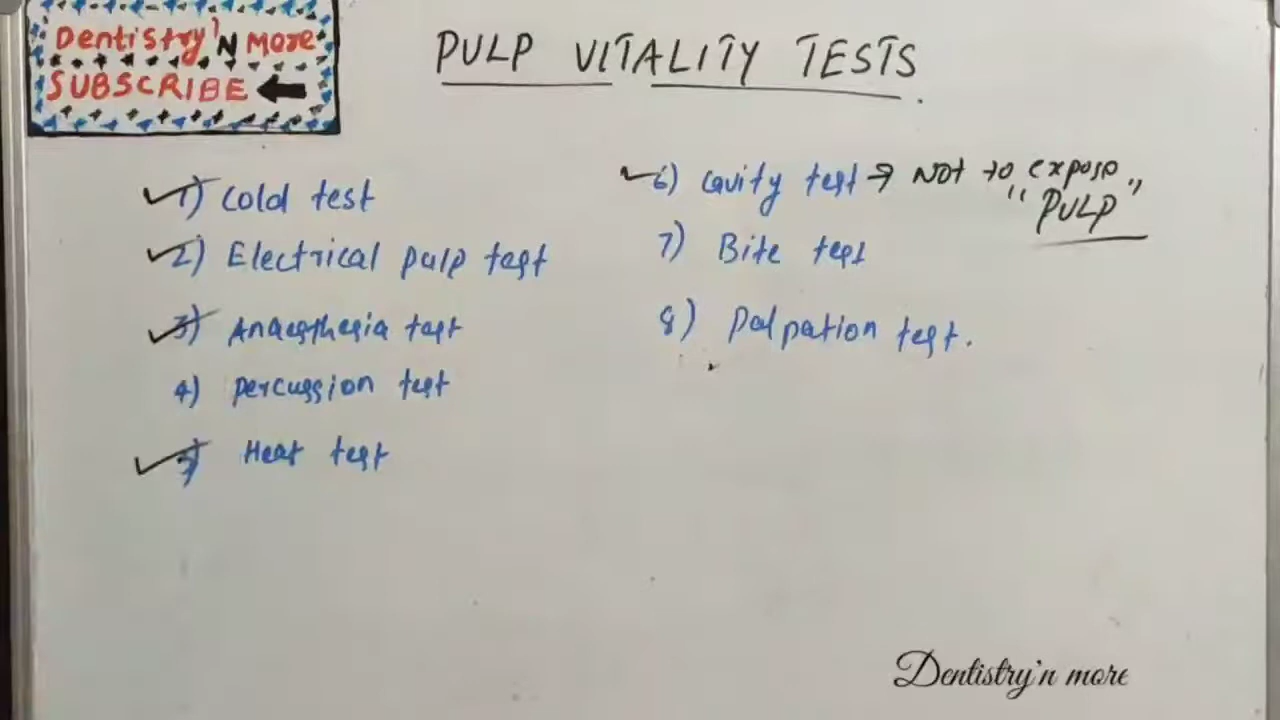 Dentistry'N More
SUBSCRIBE
PULP VITALITY TESTS.
1) Cold test
2) Electrical pulp test
3) Anaesthesia test
4) Percussion test
5) Heat test
6) Cavity test → Not to expose
"PULP"
7) Bite test
8) Palpation test.
Dentistry'n more